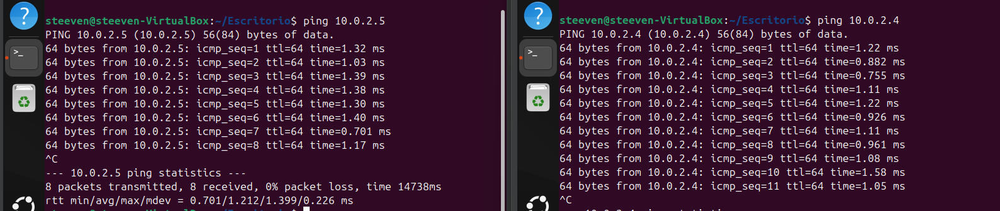 steeven@steeven-VirtualBox:~/Escritorio$ ping 10.0.2.5
PING 10.0.2.5 (10.0.2.5) 56(84) bytes of data.
64 bytes from 10.0.2.5: icmp_seq=1 ttl=64 time=1.32 ms
64 bytes from 10.0.2.5: icmp_seq=2 ttl=64 time=1.03 ms
64 bytes from 10.0.2.5: icmp_seq=3 ttl=64 time=1.39 ms
64 bytes from 10.0.2.5: icmp_seq=4 ttl=64 time=1.38 ms
64 bytes from 10.0.2.5: icmp_seq=5 ttl=64 time=1.30 ms
64 bytes from 10.0.2.5: icmp_seq=6 ttl=64 time=1.40 ms
64 bytes from 10.0.2.5: icmp_seq=7 ttl=64 time=0.701 ms
64 bytes from 10.0.2.5: icmp_seq=8 ttl=64 time=1.17 ms
^C
--- 10.0.2.5 ping statistics ---
8 packets transmitted, 8 received, 0% packet loss, time 14738ms
rtt min/avg/max/mdev = 0.701/1.212/1.399/0.226 ms
steeven@steeven-VirtualBox:~/Escritorio$
steeven@steeven-VirtualBox:~/Escritorio$ ping 10.0.2.4
PING 10.0.2.4 (10.0.2.4) 56(84) bytes of data.
64 bytes from 10.0.2.4: icmp_seq=1 ttl=64 time=1.22 ms
64 bytes from 10.0.2.4: icmp_seq=2 ttl=64 time=0.882 ms
64 bytes from 10.0.2.4: icmp_seq=3 ttl=64 time=0.755 ms
64 bytes from 10.0.2.4: icmp_seq=4 ttl=64 time=1.11 ms
64 bytes from 10.0.2.4: icmp_seq=5 ttl=64 time=1.22 ms
64 bytes from 10.0.2.4: icmp_seq=6 ttl=64 time=0.926 ms
64 bytes from 10.0.2.4: icmp_seq=7 ttl=64 time=1.11 ms
64 bytes from 10.0.2.4: icmp_seq=8 ttl=64 time=0.961 ms
64 bytes from 10.0.2.4: icmp_seq=9 ttl=64 time=1.08 ms
64 bytes from 10.0.2.4: icmp_seq=10 ttl=64 time=1.58 ms
64 bytes from 10.0.2.4: icmp_seq=11 ttl=64 time=1.05 ms
^C